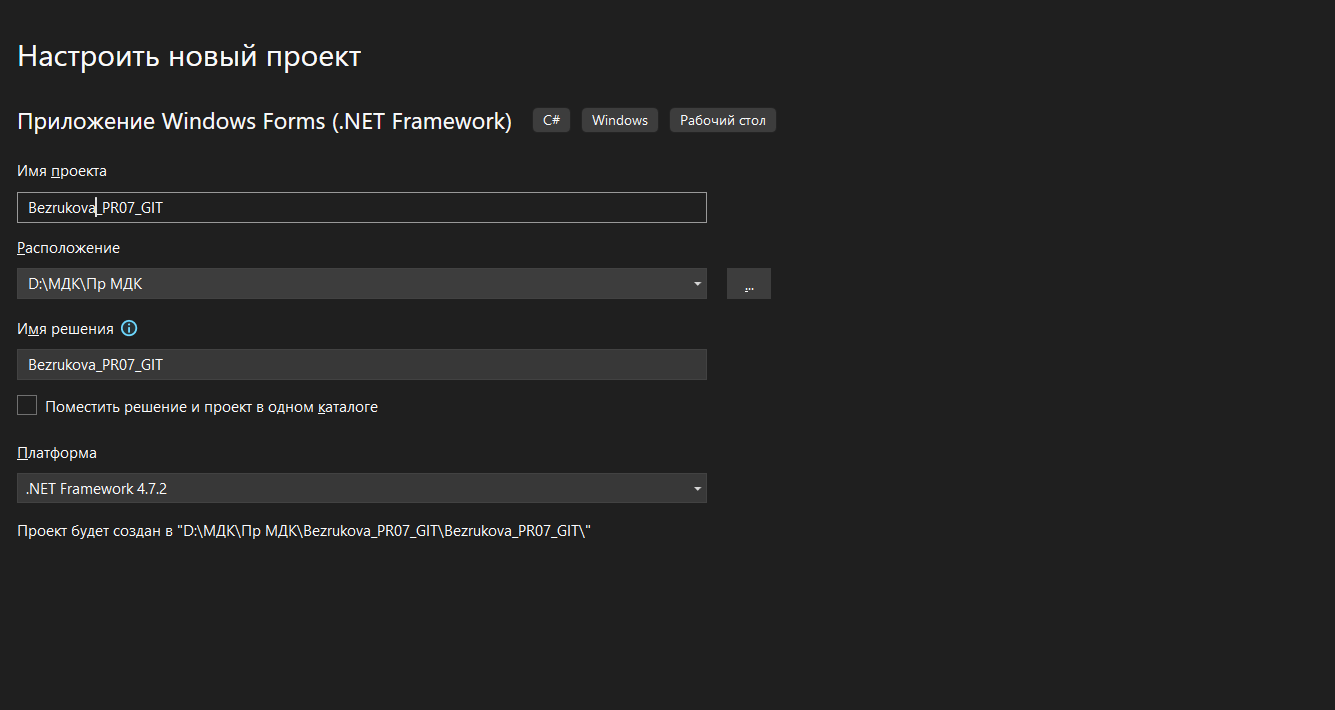 Настроить новый проект
Приложение Windows Forms (.NET Framework) C# Windows Рабочий стол
Имя проекта
Bezrukova_PR07_GIT
Расположение
D:\МДК\Пр МДК
...
Имя решения
Bezrukova_PR07_GIT
Поместить решение и проект в одном каталоге
Платформа
.NET Framework 4.7.2
Проект будет создан в "D:\МДК\Пр МДК\Bezrukova_PR07_GIT\Bezrukova_PR07_GIT\"